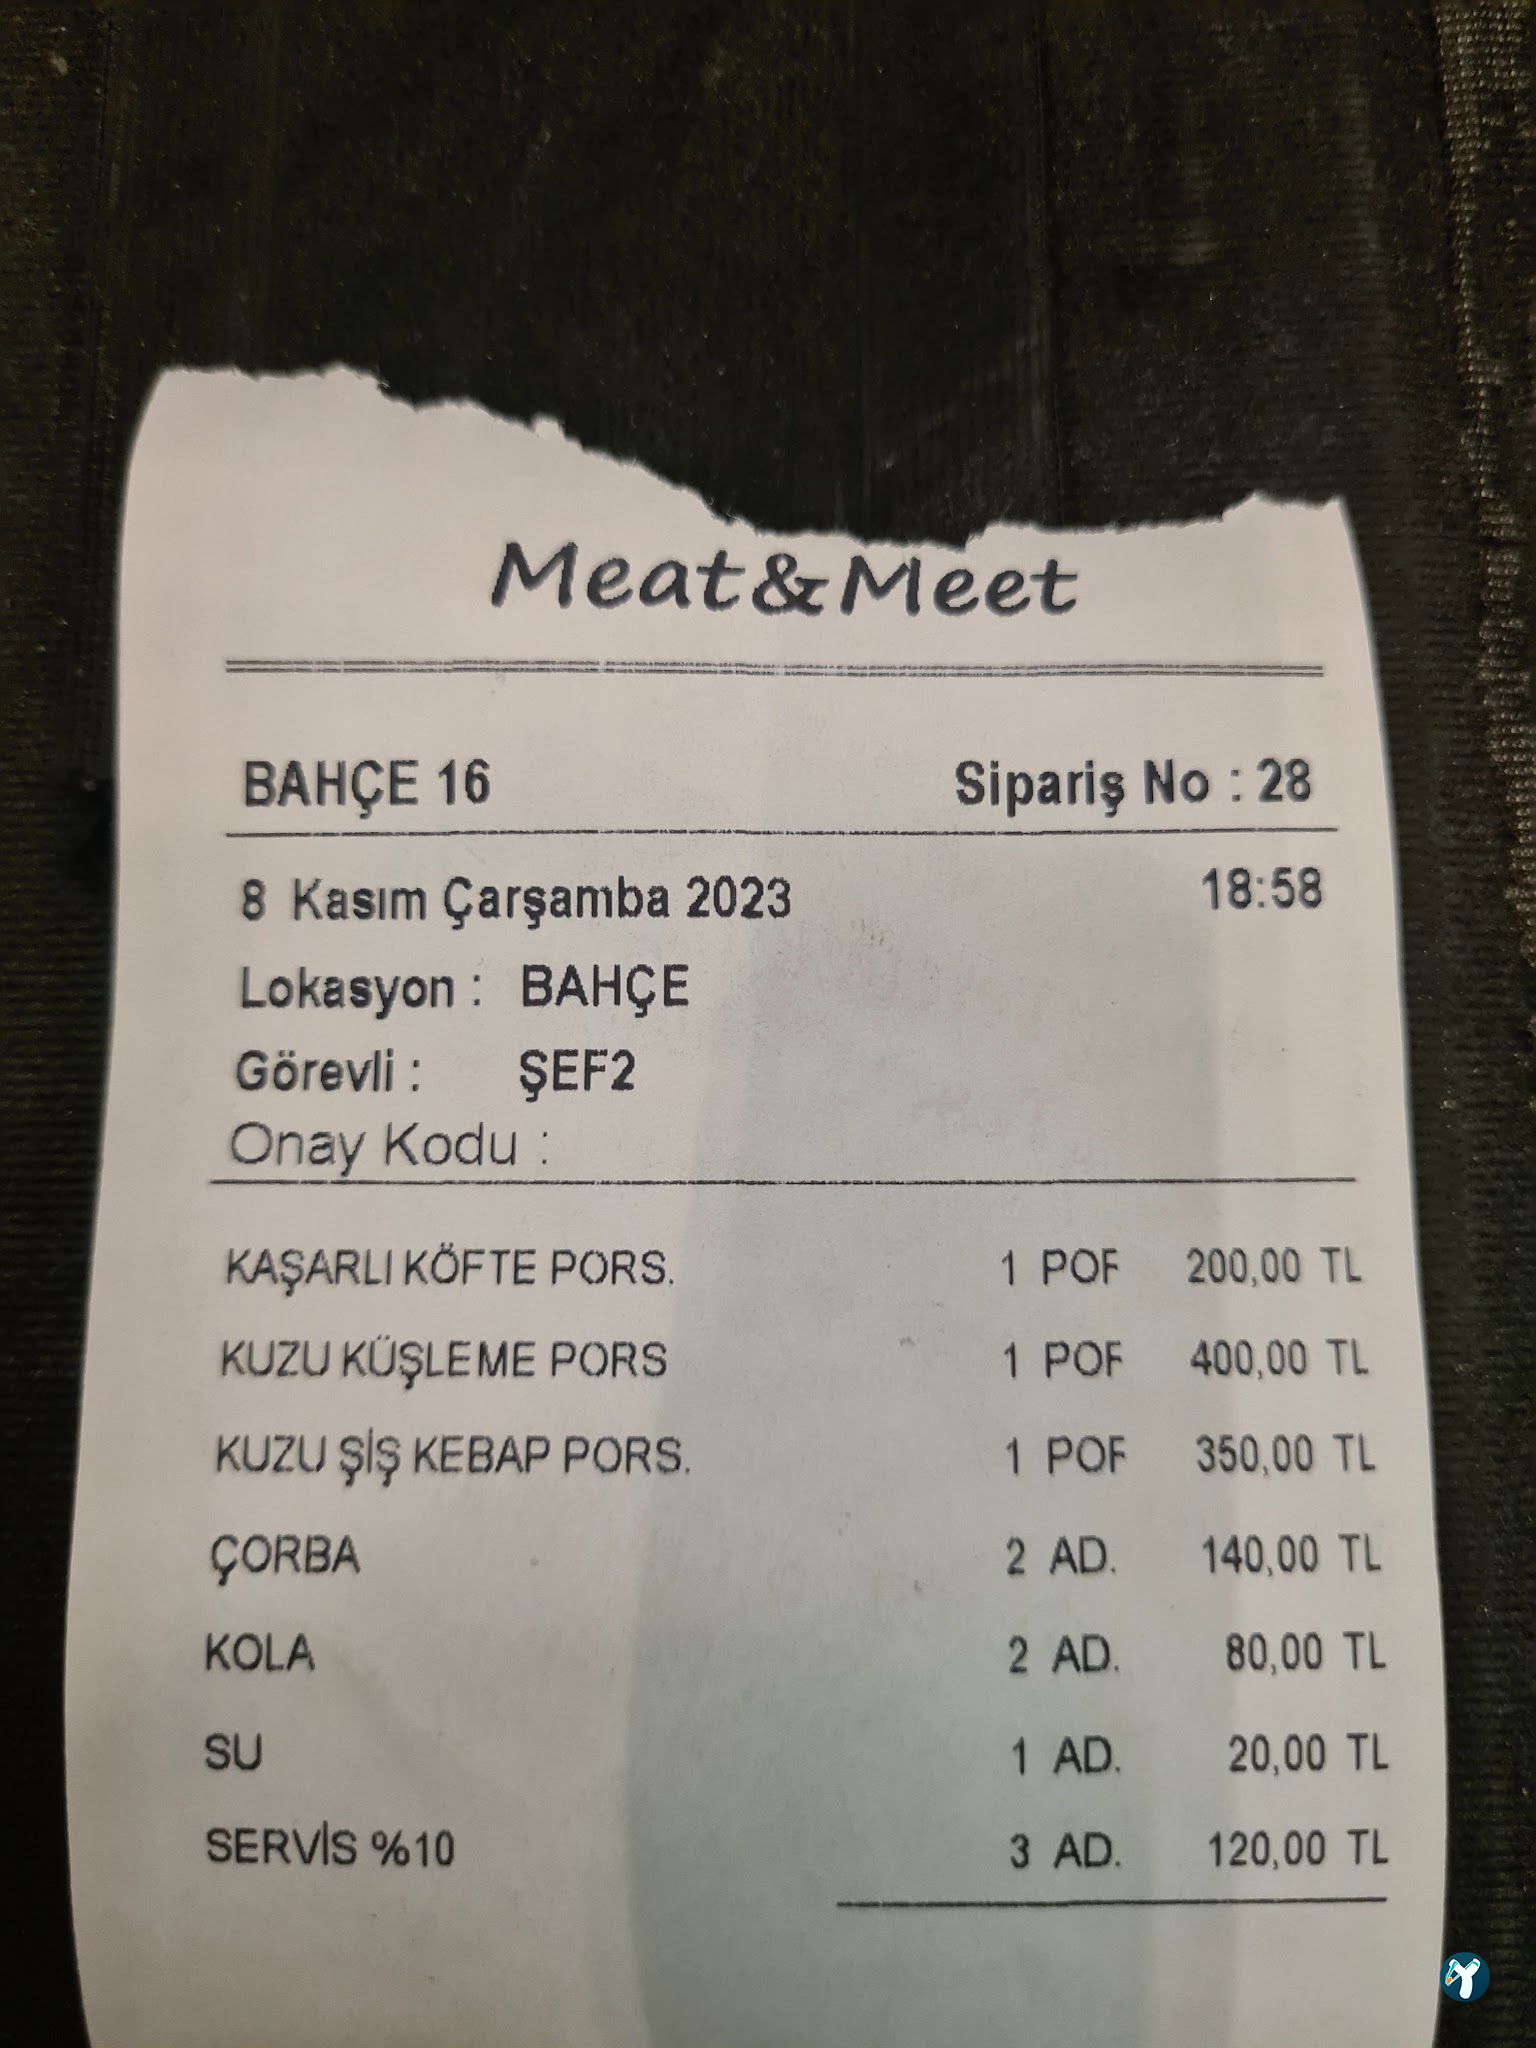 Meat&Meet
BAHÇE 16 Sipariş No : 28
8 Kasım Çarşamba 2023 18:58
Lokasyon : BAHÇE
Görevli : ŞEF2
Onay Kodu :
KAŞARLI KÖFTE PORS. 1 POF 200,00 TL
KUZU KÜŞLEME PORS 1 POF 400,00 TL
KUZU ŞİŞ KEBAP PORS. 1 POF 350,00 TL
ÇORBA 2 AD. 140,00 TL
KOLA 2 AD. 80,00 TL
SU 1 AD. 20,00 TL
SERVİS %10 3 AD. 120,00 TL